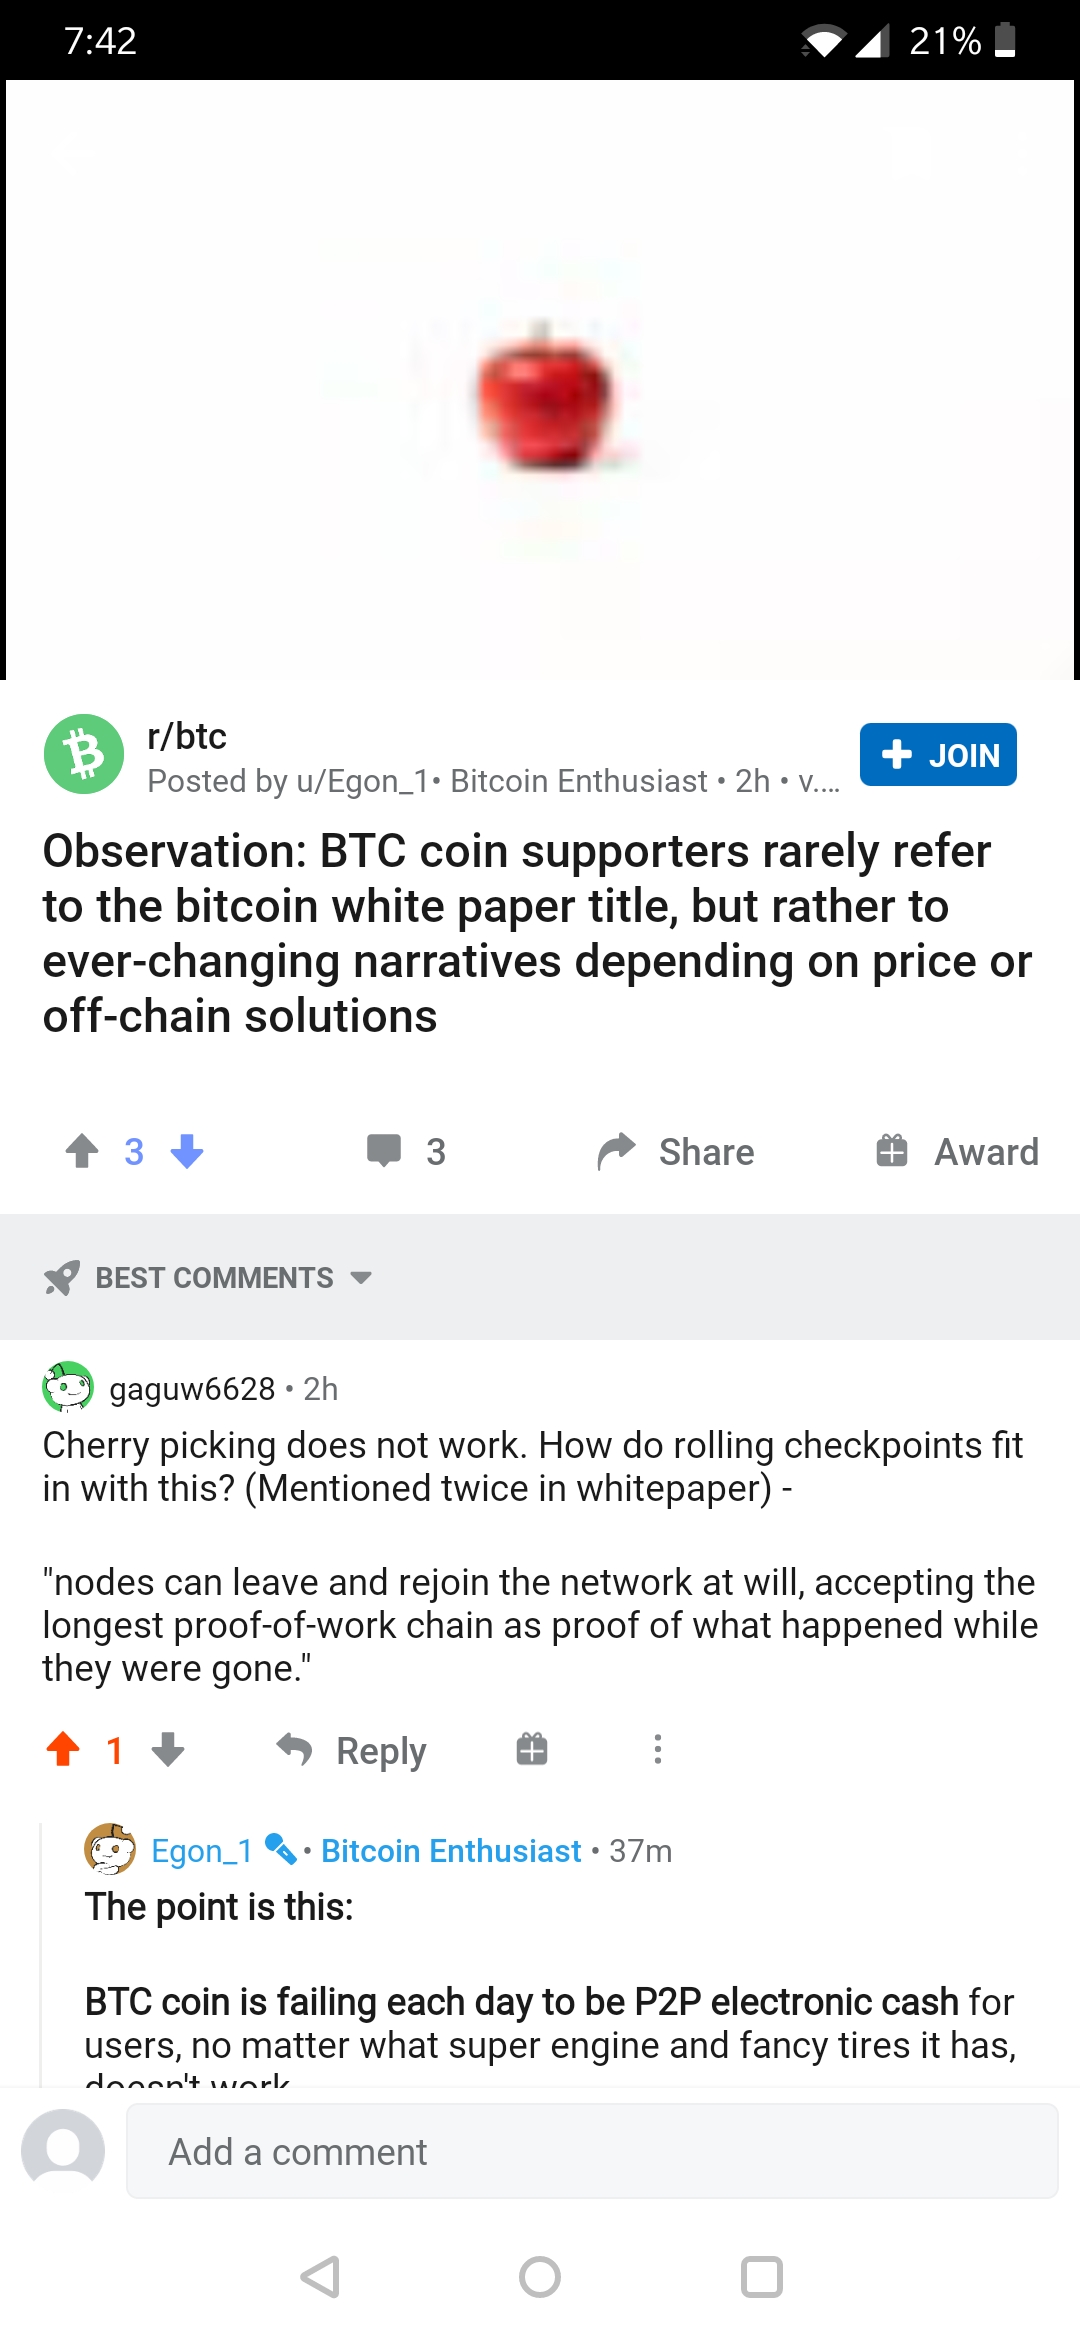 7:42
21%
r/btc
JOIN
Posted by u/Egon_1• Bitcoin Enthusiast • 2h • v....
Observation: BTC coin supporters rarely refer
to the bitcoin white paper title, but rather to
ever-changing narratives depending on price or
off-chain solutions
3
3
Share
Award
BEST COMMENTS
gaguw6628 • 2h
Cherry picking does not work. How do rolling checkpoints fit
in with this? (Mentioned twice in whitepaper) -
"nodes can leave and rejoin the network at will, accepting the
longest proof-of-work chain as proof of what happened while
they were gone."
1
Reply
Egon_1 • Bitcoin Enthusiast • 37m
The point is this:
BTC coin is failing each day to be P2P electronic cash for
users, no matter what super engine and fancy tires it has,
doesn't work
Add a comment